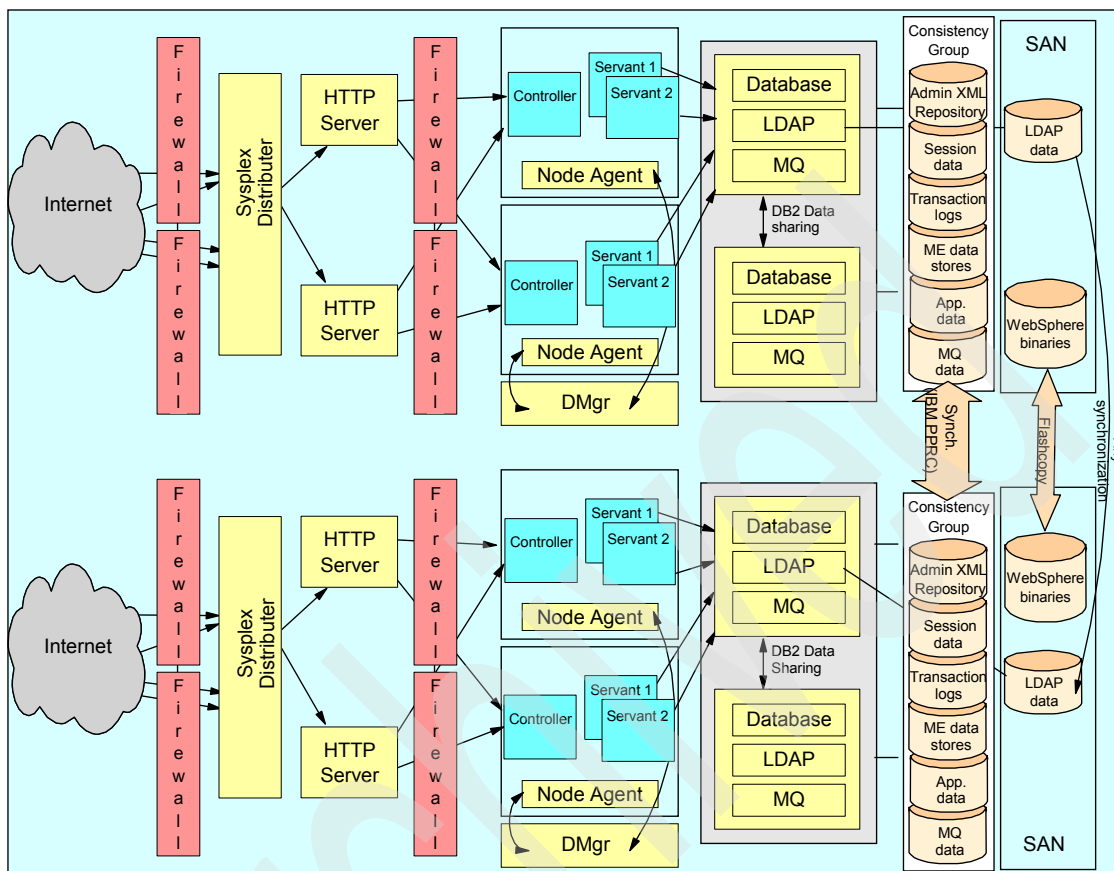 Internet
Firewall
Firewall
Sysplex
Distributer
HTTP
Server
HTTP
Server
Firewall
Firewall
Controller
Servant 1
Servant 2
Node Agent
Controller
Servant 1
Servant 2
Node Agent
DMgr
Database
LDAP
MQ
DB2 Data
sharing
Database
LDAP
MQ
Consistency
Group
Admin XML
Repository
Session
data
Transaction
logs
ME data
stores
App.
data
MQ
data
SAN
LDAP
data
WebSphere
binaries
Synch.
(IBM PPRC)
Flashcopy
synchronization
Internet
Firewall
Firewall
Sysplex
Distributer
HTTP
Server
HTTP
Server
Firewall
Firewall
Controller
Servant 1
Servant 2
Node Agent
Controller
Servant 1
Servant 2
Node Agent
DMgr
Database
LDAP
MQ
DB2 Data
Sharing
Database
LDAP
MQ
Consistency
Group
Admin XML
Repository
Session
data
Transaction
logs
ME data
stores
App.
data
MQ
data
WebSphere
binaries
LDAP
data
SAN